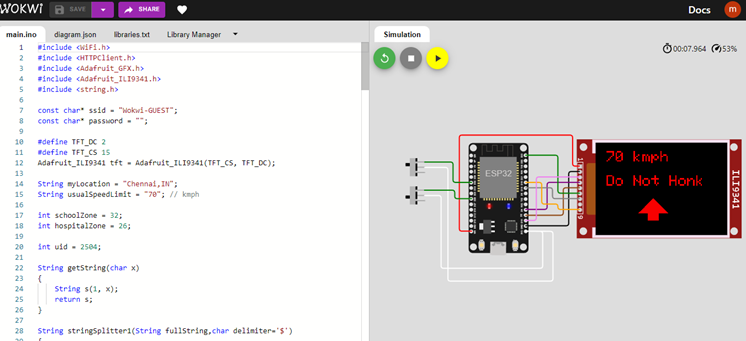 WOKWI SAVE SHARE Docs m
main.ino diagram.json libraries.txt Library Manager
1 #include <WiFi.h>
2 #include <HTTPClient.h>
3 #include <Adafruit_GFX.h>
4 #include <Adafruit_ILI9341.h>
5 #include <string.h>
6
7 const char* ssid = "Wokwi-GUEST";
8 const char* password = "";
9
10 #define TFT_DC 2
11 #define TFT_CS 15
12 Adafruit_ILI9341 tft = Adafruit_ILI9341(TFT_CS, TFT_DC);
13
14 String myLocation = "Chennai,IN";
15 String usualSpeedLimit = "70"; // kmph
16
17 int schoolZone = 32;
18 int hospitalZone = 26;
19
20 int uid = 2504;
21
22 String getString(char x)
23 {
24 String s(1, x);
25 return s;
26 }
27
28 String stringSplitter1(String fullString,char delimiter='$')
Simulation
00:07.964 53%
ESP32
70 kmph
Do Not Honk
ILI9341